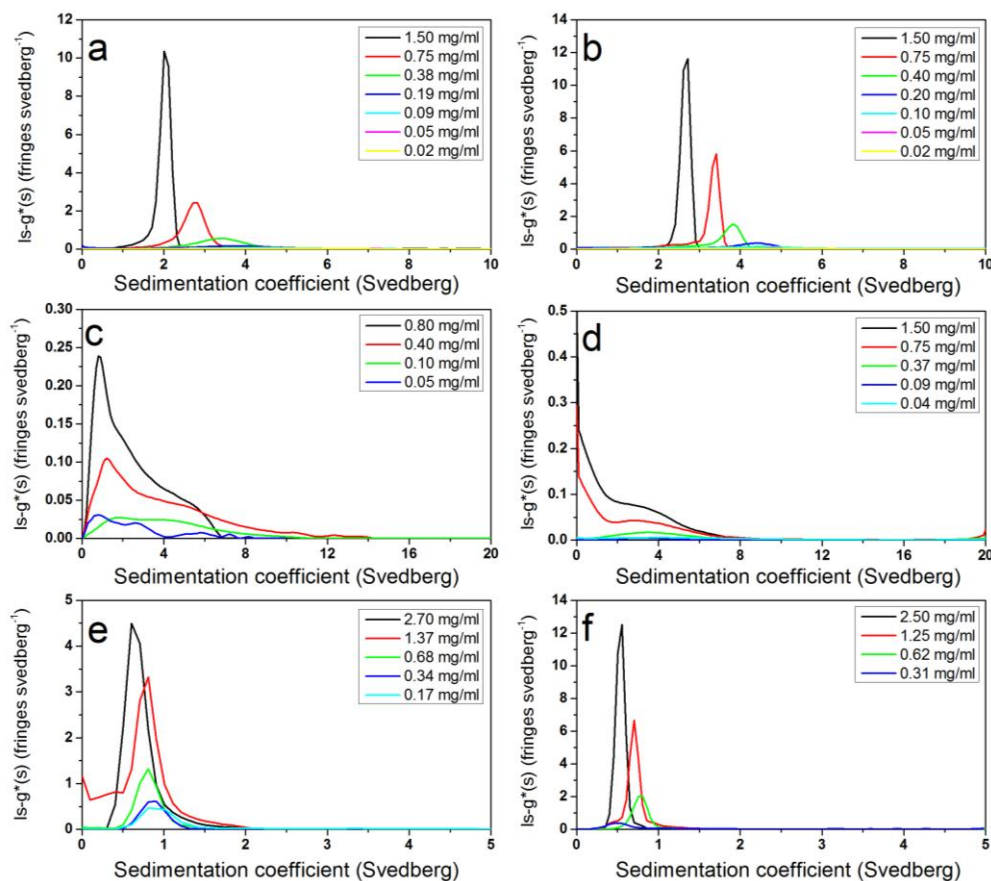 a
ls-g*(s) (fringes svedberg⁻¹)
12
10
8
6
4
2
0
1.50 mg/ml
0.75 mg/ml
0.38 mg/ml
0.19 mg/ml
0.09 mg/ml
0.05 mg/ml
0.02 mg/ml
0 2 4 6 8 10
Sedimentation coefficient (Svedberg)
b
ls-g*(s) (fringes svedberg⁻¹)
14
12
10
8
6
4
2
0
1.50 mg/ml
0.75 mg/ml
0.40 mg/ml
0.20 mg/ml
0.10 mg/ml
0.05 mg/ml
0.02 mg/ml
0 2 4 6 8 10
Sedimentation coefficient (Svedberg)
c
ls-g*(s) (fringes svedberg⁻¹)
0.30
0.25
0.20
0.15
0.10
0.05
0.00
0.80 mg/ml
0.40 mg/ml
0.10 mg/ml
0.05 mg/ml
0 4 8 12 16 20
Sedimentation coefficient (Svedberg)
d
ls-g*(s) (fringes svedberg⁻¹)
0.5
0.4
0.3
0.2
0.1
0.0
1.50 mg/ml
0.75 mg/ml
0.37 mg/ml
0.09 mg/ml
0.04 mg/ml
0 4 8 12 16 20
Sedimentation coefficient (Svedberg)
e
ls-g*(s) (fringes svedberg⁻¹)
5
4
3
2
1
0
2.70 mg/ml
1.37 mg/ml
0.68 mg/ml
0.34 mg/ml
0.17 mg/ml
0 1 2 3 4 5
Sedimentation coefficient (Svedberg)
f
ls-g*(s) (fringes svedberg⁻¹)
14
12
10
8
6
4
2
0
2.50 mg/ml
1.25 mg/ml
0.62 mg/ml
0.31 mg/ml
0 1 2 3 4 5
Sedimentation coefficient (Svedberg)